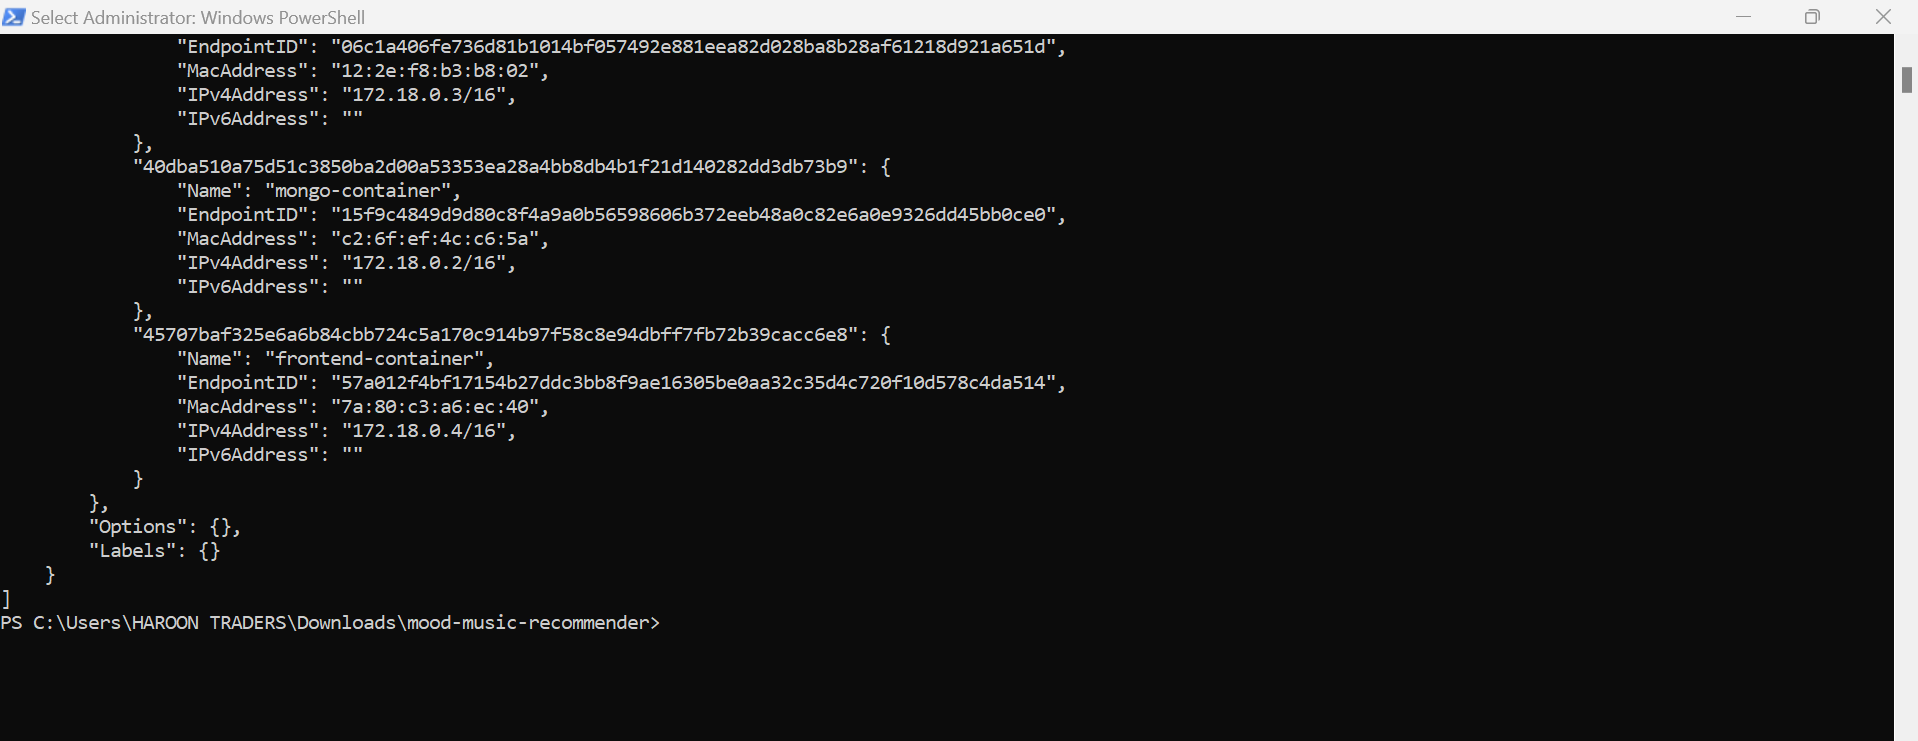 Select Administrator: Windows PowerShell
"EndpointID": "06c1a406fe736d81b1014bf057492e881eea82d028ba8b28af61218d921a651d",
"MacAddress": "12:2e:f8:b3:b8:02",
"IPv4Address": "172.18.0.3/16",
"IPv6Address": ""
},
"40dba510a75d51c3850ba2d00a53353ea28a4bb8db4b1f21d140282dd3db73b9": {
"Name": "mongo-container",
"EndpointID": "15f9c4849d9d80c8f4a9a0b56598606b372eeb48a0c82e6a0e9326dd45bb0ce0",
"MacAddress": "c2:6f:ef:4c:c6:5a",
"IPv4Address": "172.18.0.2/16",
"IPv6Address": ""
},
"45707baf325e6a6b84cbb724c5a170c914b97f58c8e94dbff7fb72b39cacc6e8": {
"Name": "frontend-container",
"EndpointID": "57a012f4bf17154b27ddc3bb8f9ae16305be0aa32c35d4c720f10d578c4da514",
"MacAddress": "7a:80:c3:a6:ec:40",
"IPv4Address": "172.18.0.4/16",
"IPv6Address": ""
}
},
"Options": {},
"Labels": {}
}
]
PS C:\Users\HAROON TRADERS\Downloads\mood-music-recommender>